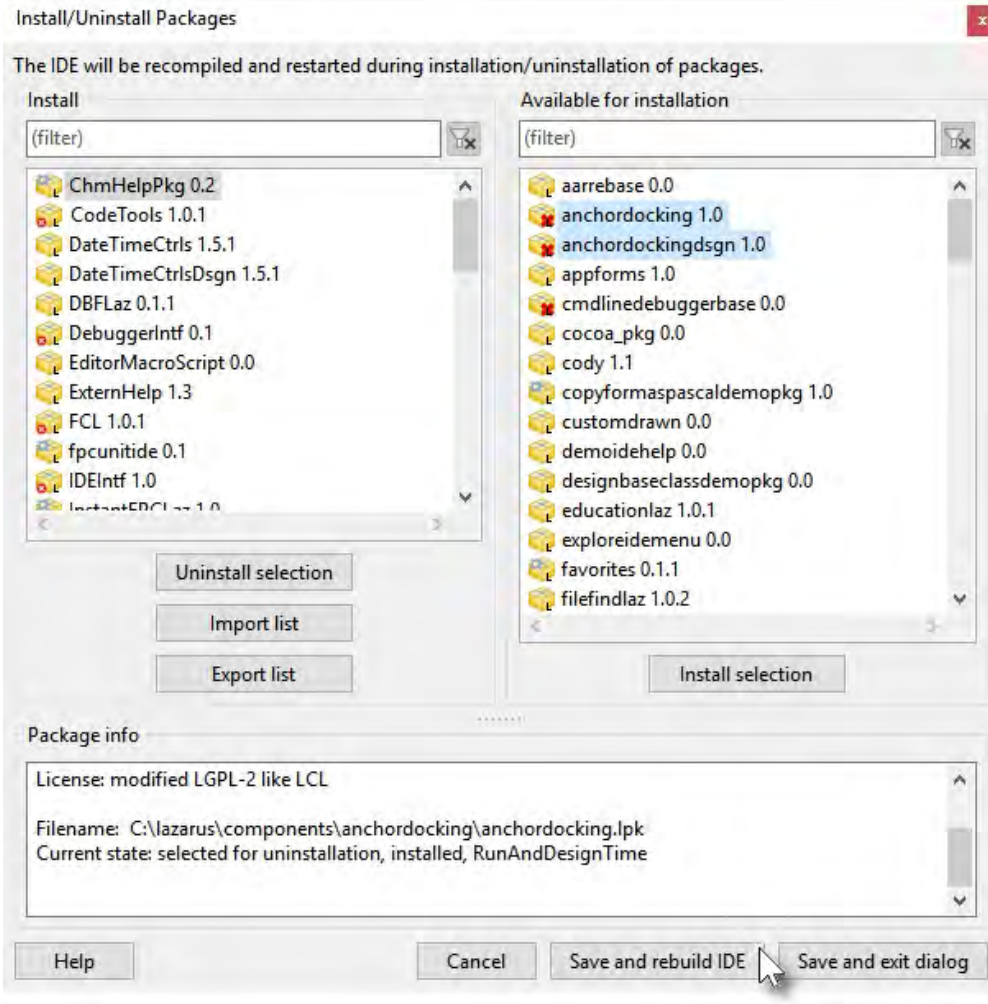 Install/Uninstall Packages
x
The IDE will be recompiled and restarted during installation/uninstallation of packages.
Install
(filter)
ChmHelpPkg 0.2
CodeTools 1.0.1
DateTimeCtrls 1.5.1
DateTimeCtrlsDsgn 1.5.1
DBFLaz 0.1.1
DebuggerIntf 0.1
EditorMacroScript 0.0
ExternHelp 1.3
FCL 1.0.1
fpcunitide 0.1
IDEIntf 1.0
InstantFPCLaz 1.0
Uninstall selection
Import list
Export list
Available for installation
(filter)
aarrebase 0.0
anchordocking 1.0
anchordockingdsgn 1.0
appforms 1.0
cmdlinedebuggerbase 0.0
cocoa_pkg 0.0
cody 1.1
copyformaspascaldemopkg 1.0
customdrawn 0.0
demoidehelp 0.0
designbaseclassdemopkg 0.0
educationlaz 1.0.1
exploreidemenu 0.0
favorites 0.1.1
filefindlaz 1.0.2
Install selection
Package info
License: modified LGPL-2 like LCL
Filename: C:\lazarus\components\anchordocking\anchordocking.lpk
Current state: selected for uninstallation, installed, RunAndDesignTime
Help
Cancel
Save and rebuild IDE
Save and exit dialog